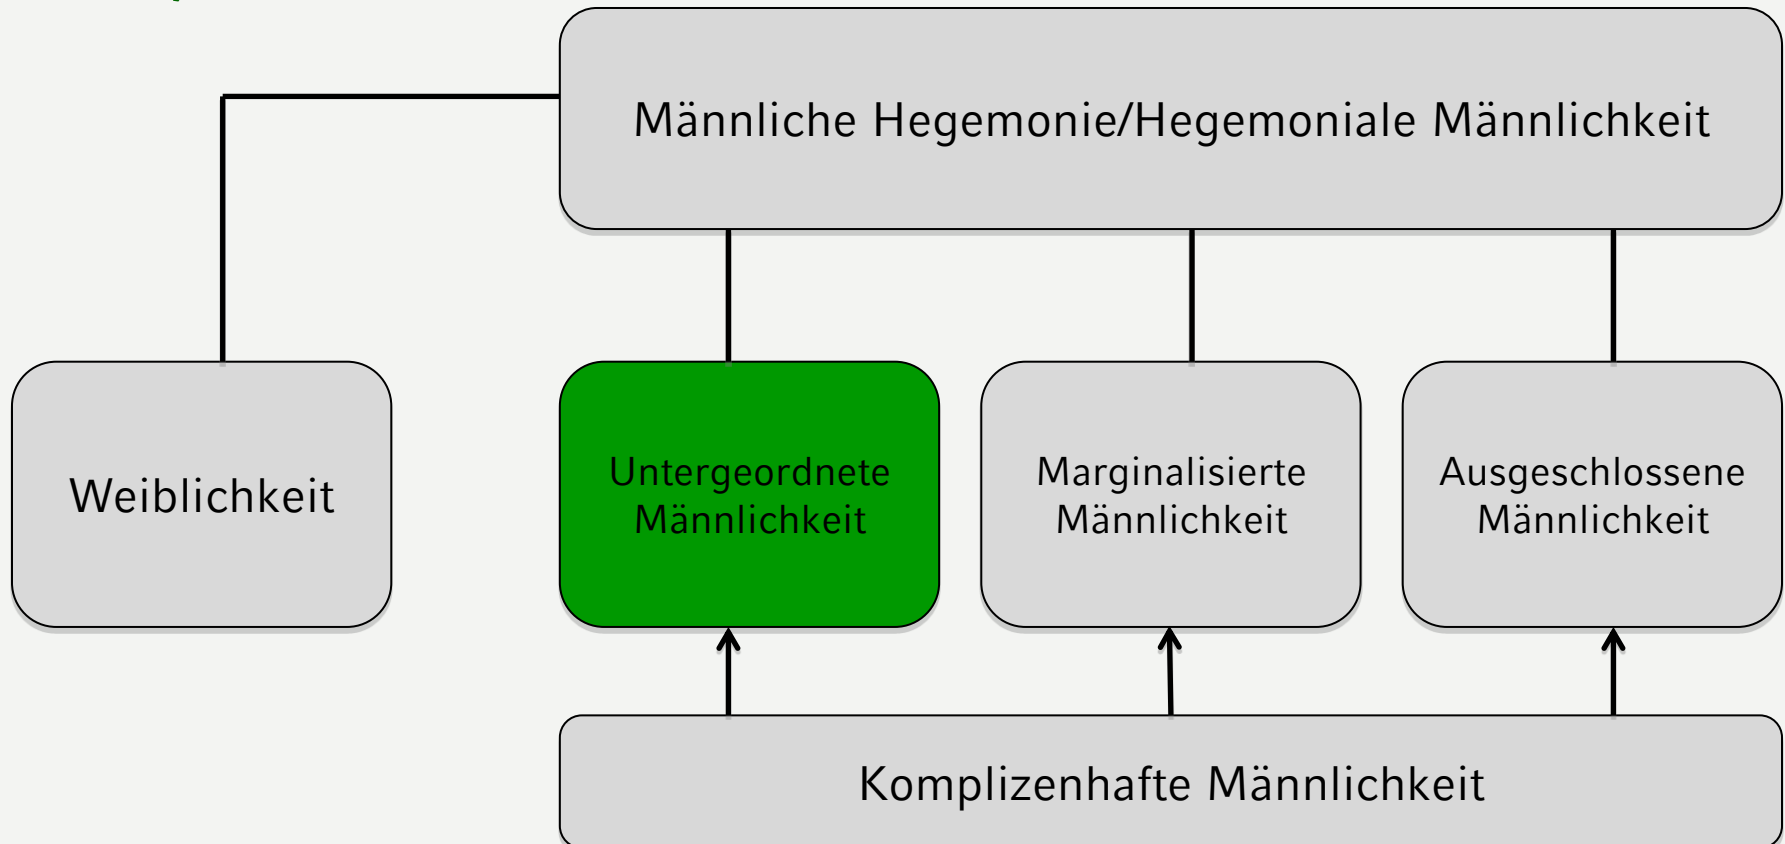 Männliche Hegemonie/Hegemoniale Männlichkeit
Weiblichkeit
Untergeordnete
Männlichkeit
Marginalisierte
Männlichkeit
Ausgeschlossene
Männlichkeit
Komplizenhafte Männlichkeit